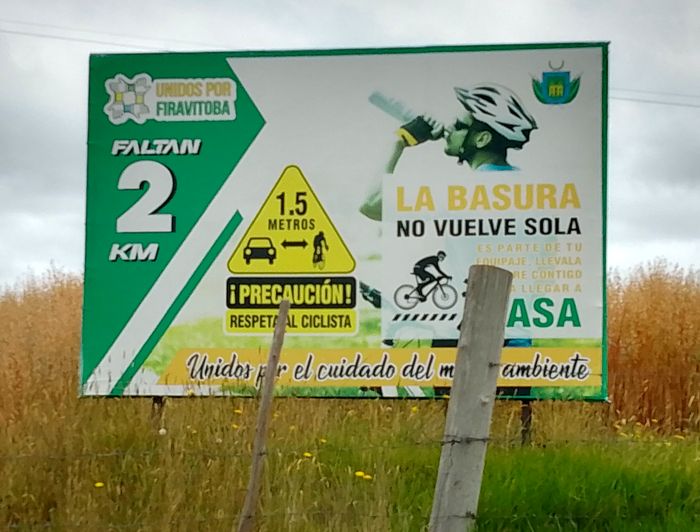 UNIDOS POR
FIRAVITOBA
FALTAN
2
KM
1.5
METROS
¡PRECAUCIÓN!
RESPETA AL CICLISTA
LA BASURA
NO VUELVE SOLA
ES PARTE DE TU
EQUIPAJE, LLEVALA
CONTIGO
LLEGAR A
ASA
Unidos por el cuidado del ambiente